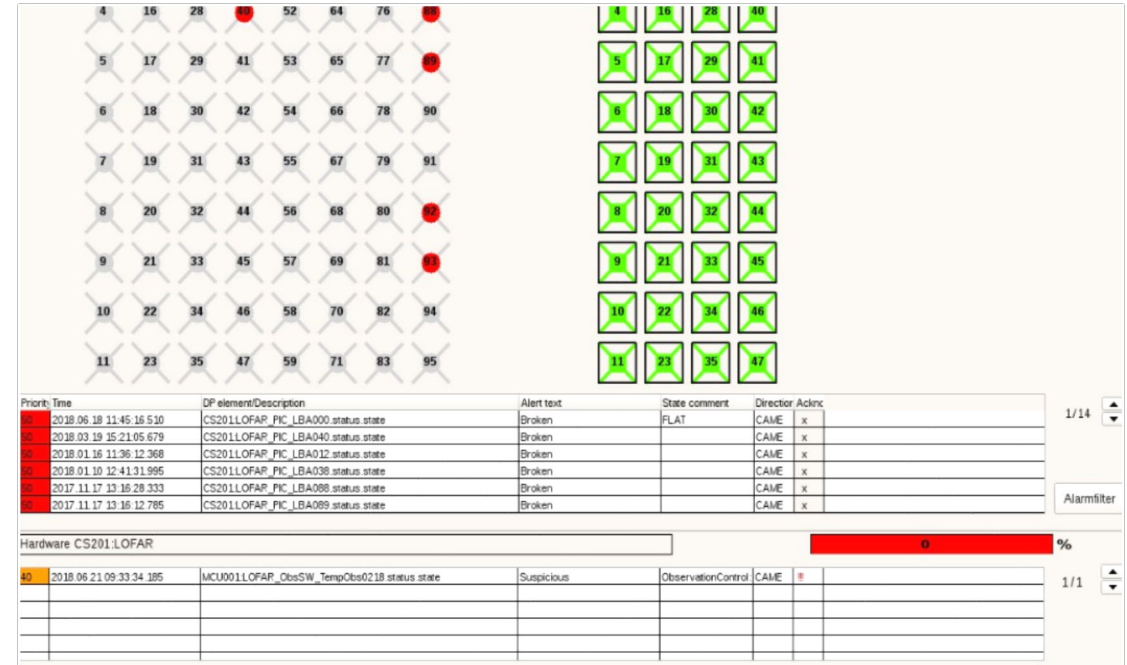 4 16 28 40 52 64 76 88 4 16 28 40
5 17 29 41 53 65 77 89 5 17 29 41
6 18 30 42 54 66 78 90 6 18 30 42
7 19 31 43 55 67 79 91 7 19 31 43
8 20 32 44 56 68 80 92 8 20 32 44
9 21 33 45 57 69 81 93 9 21 33 45
10 22 34 46 58 70 82 94 10 22 34 46
11 23 35 47 59 71 83 95 11 23 35 47
Priority Time DP element/Description Alert text State comment Direction Ackno
50 2018.06.18 11:45:16.510 CS201:LOFAR_PIC_LBA000.status.state Broken FLAT CAME x
50 2018.03.19 15:21:05.679 CS201:LOFAR_PIC_LBA040.status.state Broken CAME x
50 2018.01.16 11:36:12.368 CS201:LOFAR_PIC_LBA012.status.state Broken CAME x
50 2018.01.10 12:41:31.995 CS201:LOFAR_PIC_LBA038.status.state Broken CAME x
50 2017.11.17 13:16:28.333 CS201:LOFAR_PIC_LBA088.status.state Broken CAME x
50 2017.11.17 13:16:12.785 CS201:LOFAR_PIC_LBA089.status.state Broken CAME x
1/14
Alarmfilter
Hardware CS201:LOFAR 0 %
40 2018.06.21 09:33:34.185 MCU001:LOFAR_ObsSW_TempObs0218.status.state Suspicious ObservationControl: CAME !!
1/1